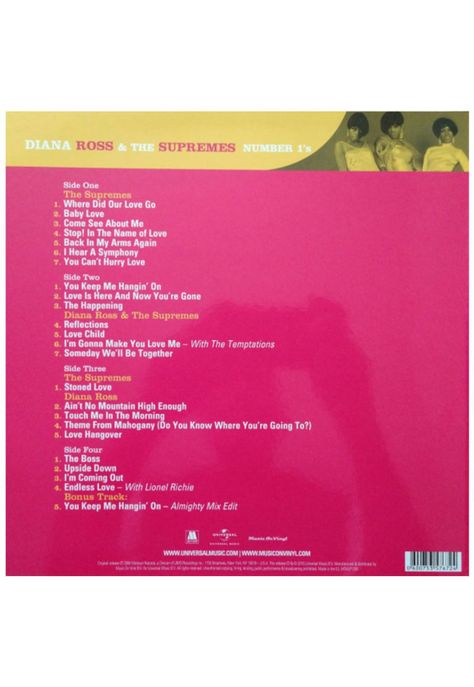 DIANA ROSS & THE SUPREMES NUMBER 1's
Side One
The Supremes
1. Where Did Our Love Go
2. Baby Love
3. Come See About Me
4. Stop! In The Name of Love
5. Back In My Arms Again
6. I Hear A Symphony
7. You Can't Hurry Love
Side Two
1. You Keep Me Hangin' On
2. Love Is Here And Now You're Gone
3. The Happening
Diana Ross & The Supremes
4. Reflections
5. Love Child
6. I'm Gonna Make You Love Me – With The Temptations
7. Someday We'll Be Together
Side Three
The Supremes
1. Stoned Love
Diana Ross
2. Ain't No Mountain High Enough
3. Touch Me In The Morning
4. Theme From Mahogany (Do You Know Where You're Going To?)
5. Love Hangover
Side Four
1. The Boss
2. Upside Down
3. I'm Coming Out
4. Endless Love – With Lionel Richie
Bonus Track:
5. You Keep Me Hangin' On – Almighty Mix Edit
UNIVERSAL
UNIVERSAL MUSIC
Music On Vinyl
WWW.UNIVERSALMUSIC.COM | WWW.MUSICONVINYL.COM